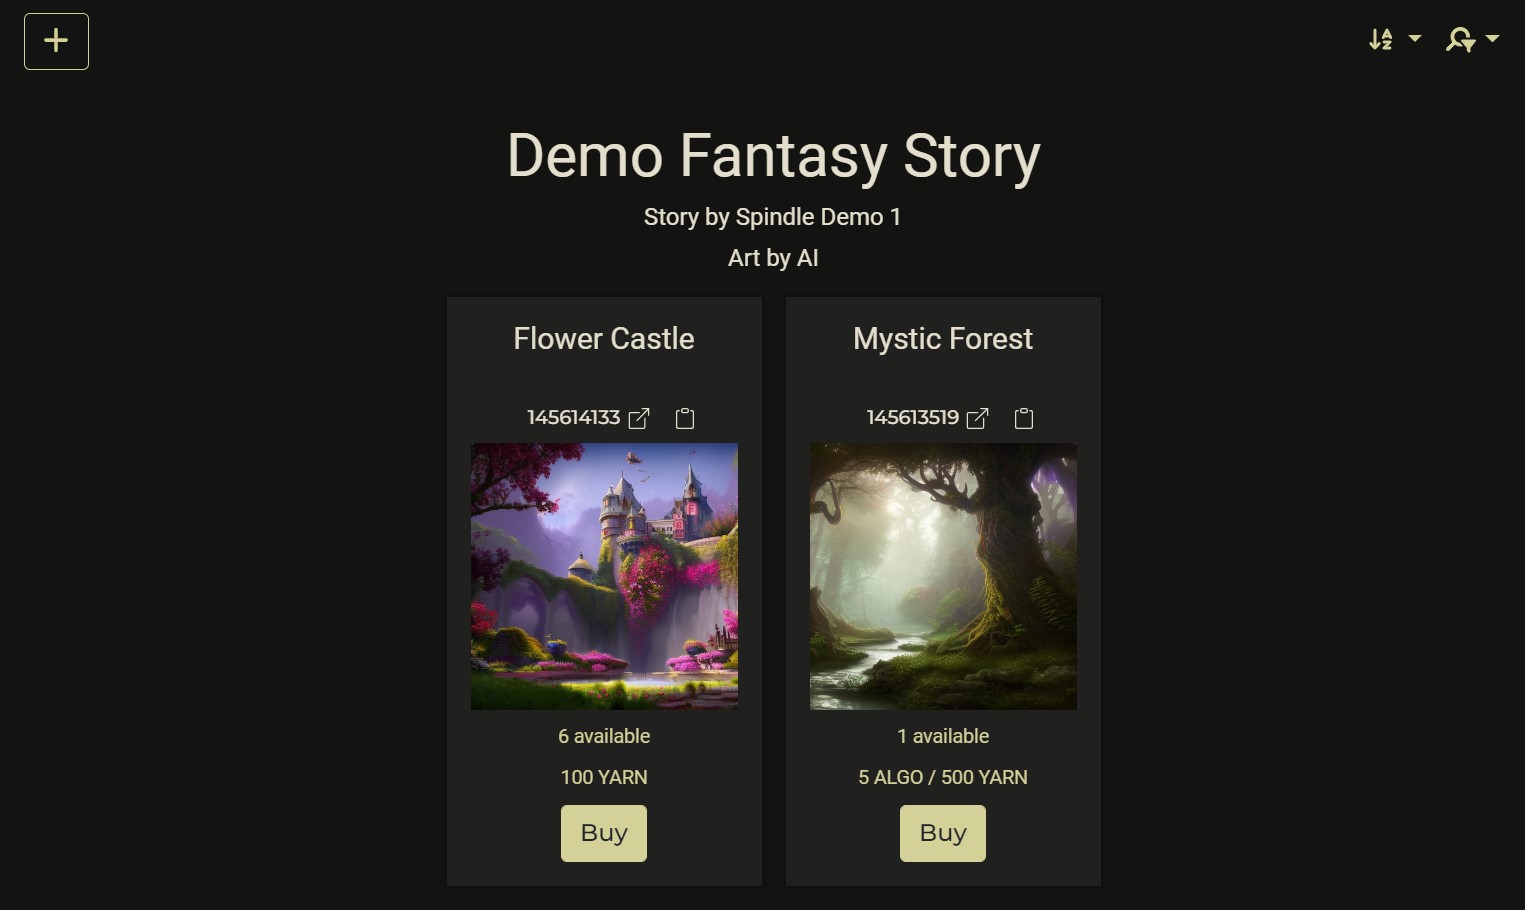 Demo Fantasy Story
Story by Spindle Demo 1
Art by AI
Flower Castle
145614133
6 available
100 YARN
Buy
Mystic Forest
145613519
1 available
5 ALGO / 500 YARN
Buy